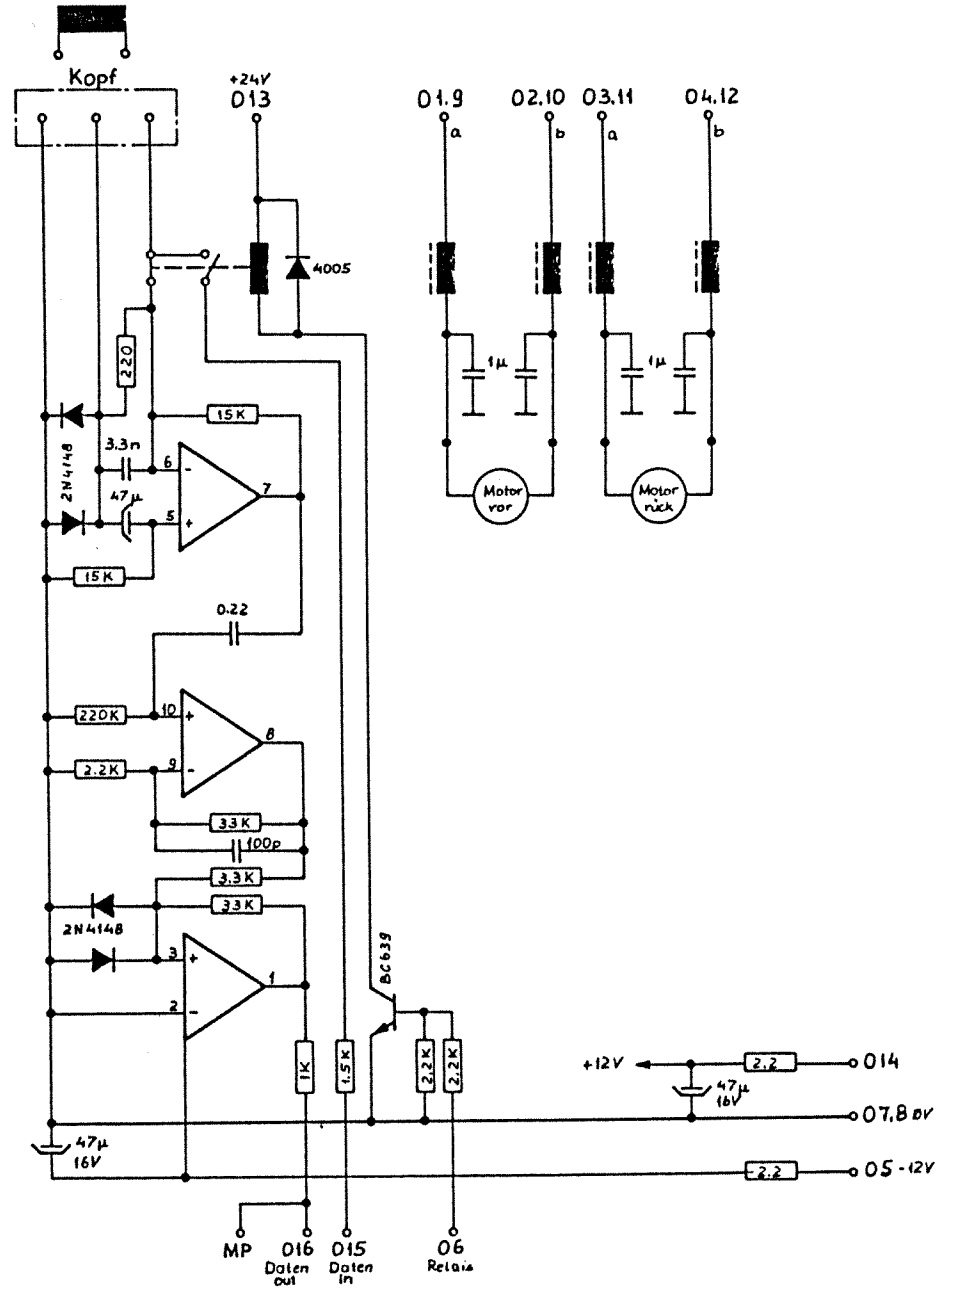 Kopf
+24V
013
01.9
02.10
03.11
04.12
a
b
a
b
4005
220
1µ
1µ
15K
3.3n
6
-
2N4148
47µ
7
5
+
Motor
vor
Motor
rück
15K
0.22
220K
10
+
8
2.2K
9
-
33K
100p
3.3K
33K
2N4148
3
+
1
2
-
BC639
1K
1.5K
2.2K
2.2K
+12V
2.2
014
47µ
16V
07,8 0V
47µ
16V
2.2
05 -12V
MP
016
015
06
Daten
out
Daten
In
Relais